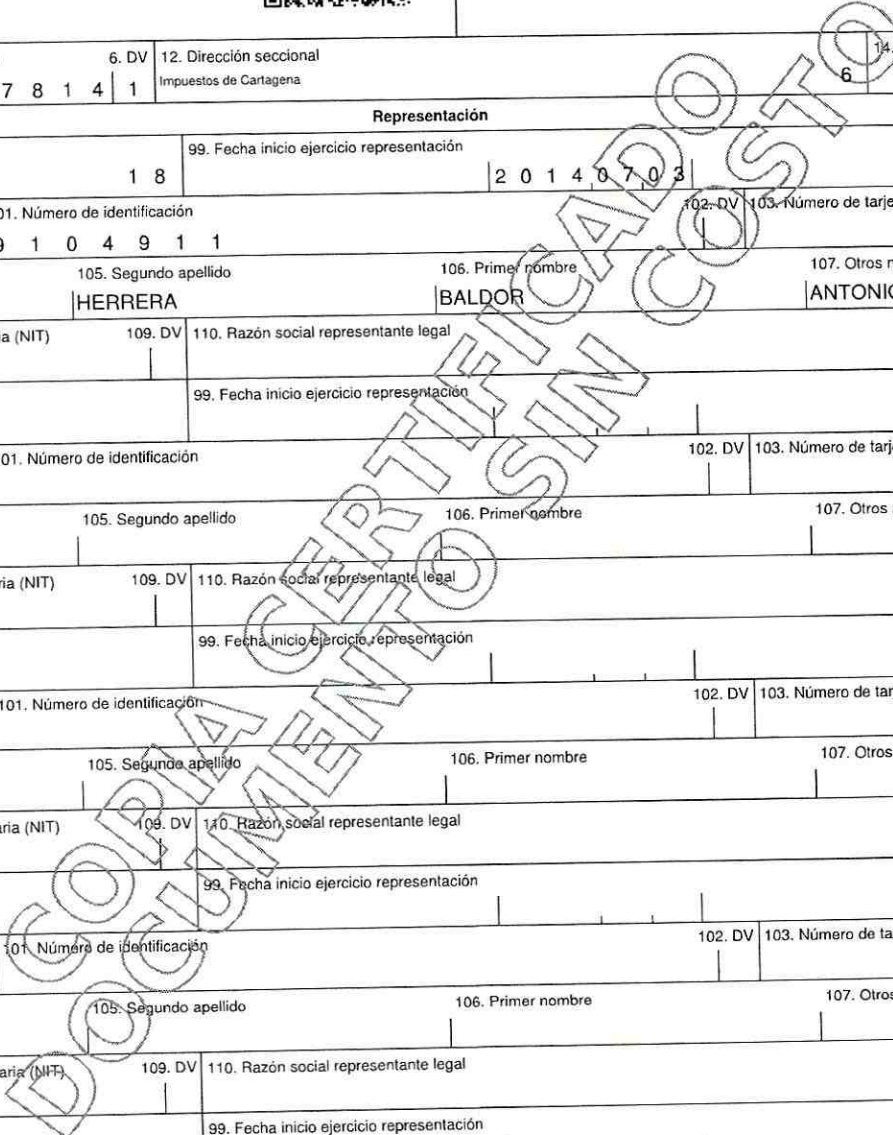 6. DV 12. Dirección seccional 14.
7 8 1 4 1 Impuestos de Cartagena 6
Representación
99. Fecha inicio ejercicio representación
1 8 2 0 1 4 0 7 0 3
01. Número de identificación 102. DV 103. Número de tarje
9 1 0 4 9 1 1
105. Segundo apellido 106. Primer nombre 107. Otros n
HERRERA BALDOR ANTONIO
ia (NIT) 109. DV 110. Razón social representante legal
99. Fecha inicio ejercicio representación
01. Número de identificación 102. DV 103. Número de tarj
105. Segundo apellido 106. Primer nombre 107. Otros
ria (NIT) 109. DV 110. Razón social representante legal
99. Fecha inicio ejercicio representación
101. Número de identificación 102. DV 103. Número de tar
105. Segundo apellido 106. Primer nombre 107. Otros
aria (NIT) 109. DV 110. Razón social representante legal
99. Fecha inicio ejercicio representación
101. Número de identificación 102. DV 103. Número de ta
105. Segundo apellido 106. Primer nombre 107. Otros
aria (NIT) 109. DV 110. Razón social representante legal
99. Fecha inicio ejercicio representación
COPIA CERTIFICADO
DOCUMENTO SIN COSTO